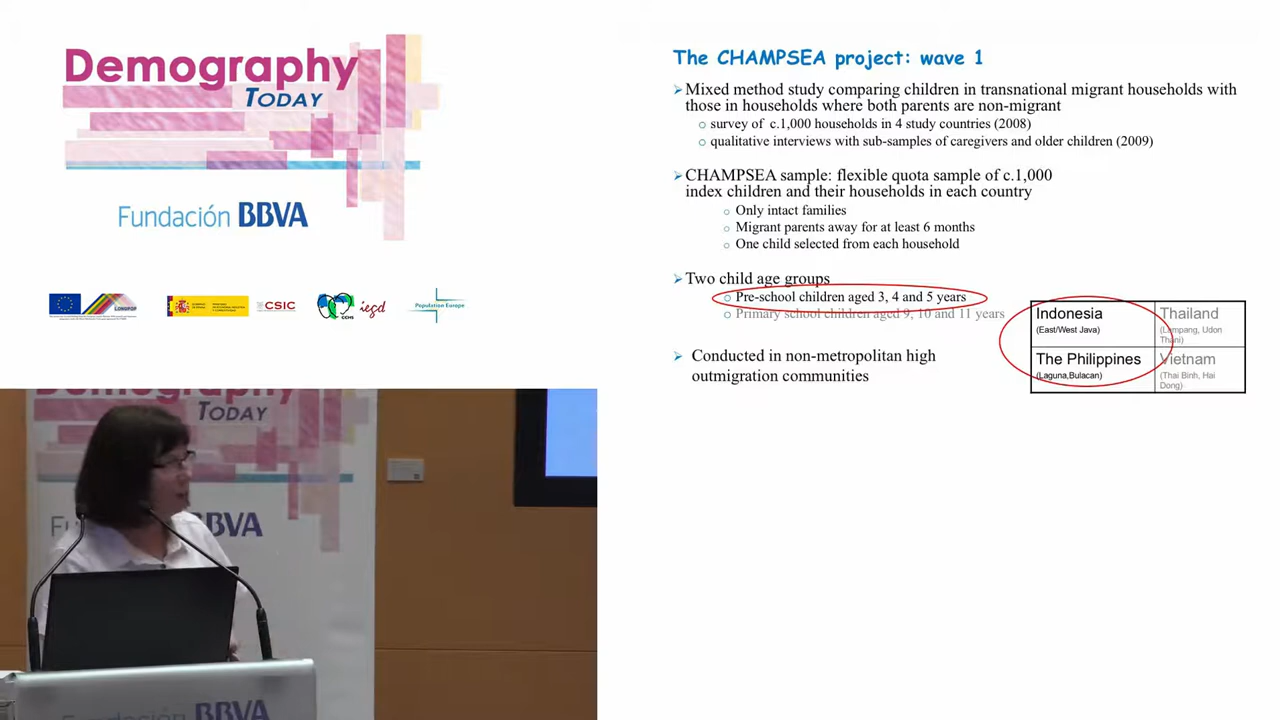 Demography
TODAY
Fundación BBVA
CSIC
CCHS
iegd
Population Europe
The CHAMPSEA project: wave 1
Mixed method study comparing children in transnational migrant households with
those in households where both parents are non-migrant
survey of c.1,000 households in 4 study countries (2008)
qualitative interviews with sub-samples of caregivers and older children (2009)
CHAMPSEA sample: flexible quota sample of c.1,000
index children and their households in each country
Only intact families
Migrant parents away for at least 6 months
One child selected from each household
Two child age groups
Pre-school children aged 3, 4 and 5 years
Primary school children aged 9, 10 and 11 years
Conducted in non-metropolitan high
outmigration communities
Indonesia
(East/West Java)
Thailand
(Lampang, Udon
Thani)
The Philippines
(Laguna,Bulacan)
Vietnam
(Thai Binh, Hai
Dong)
Demography
TODAY
BBVA
Fundación BBVA